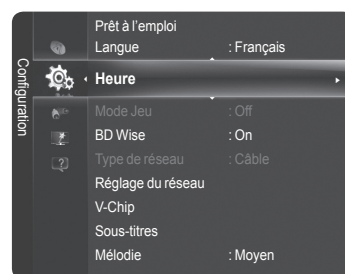 Configuration
Prêt à l'emploi
Langue : Français
Heure
Mode Jeu : Off
BD Wise : On
Type de réseau : Câble
Réglage du réseau
V-Chip
Sous-titres
Mélodie : Moyen